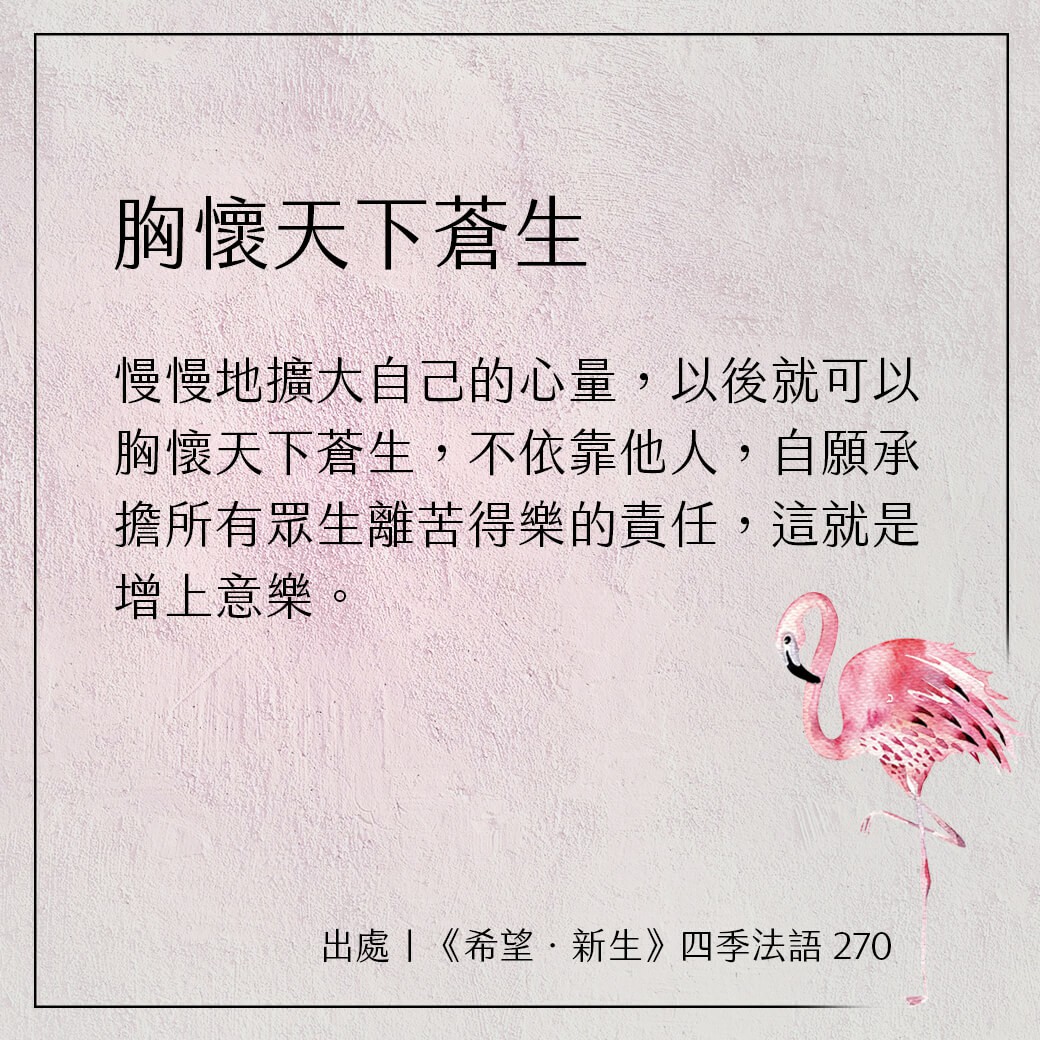 胸懷天下蒼生
慢慢地擴大自己的心量，以後就可以
胸懷天下蒼生，不依靠他人，自願承
擔所有眾生離苦得樂的責任，這就是
增上意樂。
出處｜《希望．新生》四季法語 270